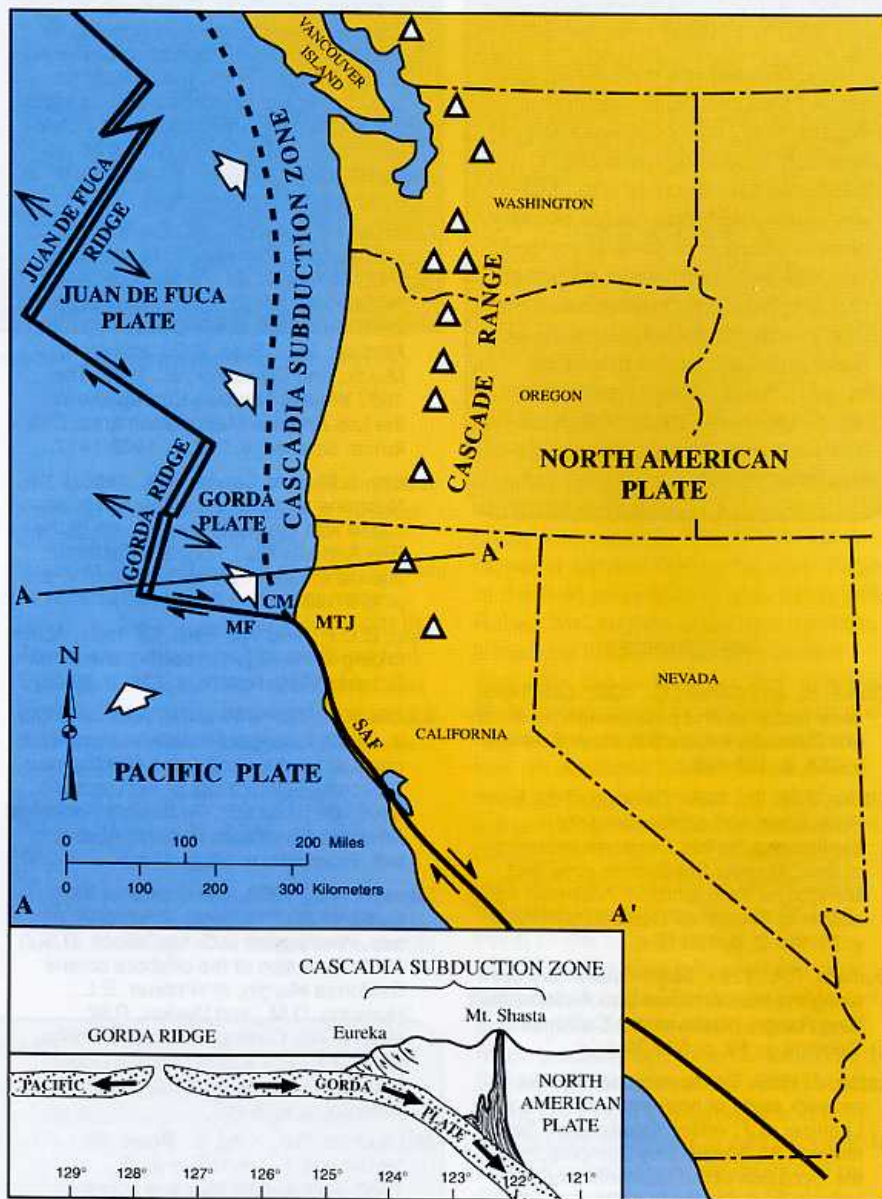 VANCOUVER
ISLAND
CASCADIA SUBDUCTION ZONE
JUAN DE FUCA
RIDGE
WASHINGTON
JUAN DE FUCA
PLATE
CASCADE RANGE
OREGON
NORTH AMERICAN
PLATE
GORDA RIDGE
GORDA
PLATE
A'
A
CM
MF
MTJ
N
NEVADA
SAF
CALIFORNIA
PACIFIC PLATE
0 100 200 Miles
0 100 200 300 Kilometers
A
A'
CASCADIA SUBDUCTION ZONE
Mt. Shasta
GORDA RIDGE
Eureka
PACIFIC
GORDA
PLATE
NORTH
AMERICAN
PLATE
129° 128° 127° 126° 125° 124° 123° 122° 121°